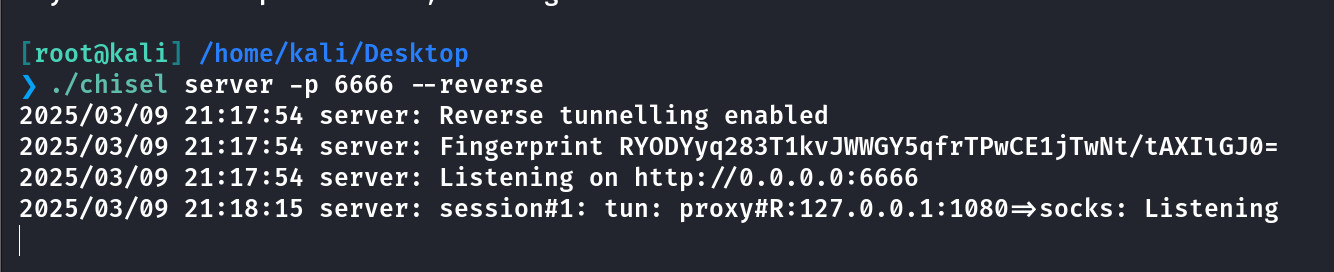 [root@kali] /home/kali/Desktop
❯ ./chisel server -p 6666 --reverse
2025/03/09 21:17:54 server: Reverse tunnelling enabled
2025/03/09 21:17:54 server: Fingerprint RYODYyq283T1kvJWWGY5qfrTPwCE1jTwNt/tAXIlGJ0=
2025/03/09 21:17:54 server: Listening on http://0.0.0.0:6666
2025/03/09 21:18:15 server: session#1: tun: proxy#R:127.0.0.1:1080=>socks: Listening